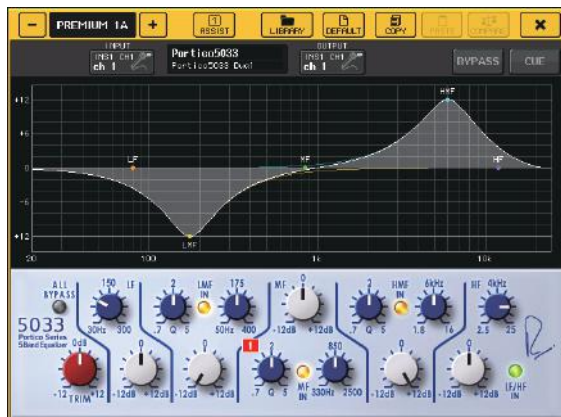 PREMIUM 1A
ASSIST
LIBRARY
DEFAULT
COPY
PASTE
COMPARE
INPUT
INS1 CH1
ch 1
Portico5033
Portico5033 Dual
OUTPUT
INS1 CH1
ch 1
BYPASS
CUE
+12
HMF
+6
0
LF
MF
HF
-6
+12
LMF
20
100
1k
10k
ALL BYPASS
150
LF
30Hz
300
2
.7 Q 5
LMF IN
175
50Hz
400
MF
0
-12dB
+12dB
2
.7 Q 5
HMF IN
6kHz
1.8
16
HF
4kHz
2.5
25
5033
Portico Series
5Band Equalizer
0dB
-12
+12
TRIM
0
-12dB
+12dB
0
-12dB
+12dB
1
2
.7 Q 5
MF IN
850
330Hz
2500
0
-12dB
+12dB
0
-12dB
+12dB
LF/HF IN